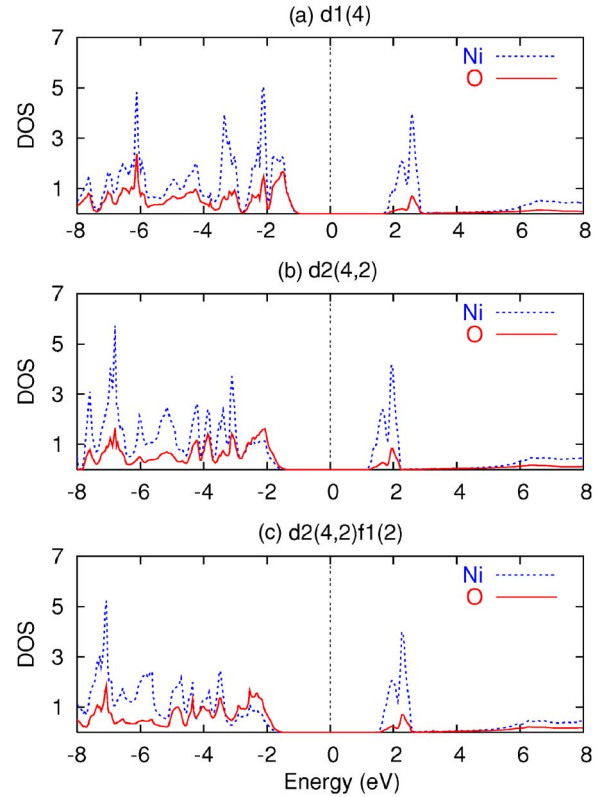 (a) d1(4)
7
Ni
O
5
DOS
3
1
-8 -6 -4 -2 0 2 4 6 8
(b) d2(4,2)
7
Ni
O
5
DOS
3
1
-8 -6 -4 -2 0 2 4 6 8
(c) d2(4,2)f1(2)
7
Ni
O
5
DOS
3
1
-8 -6 -4 -2 0 2 4 6 8
Energy (eV)